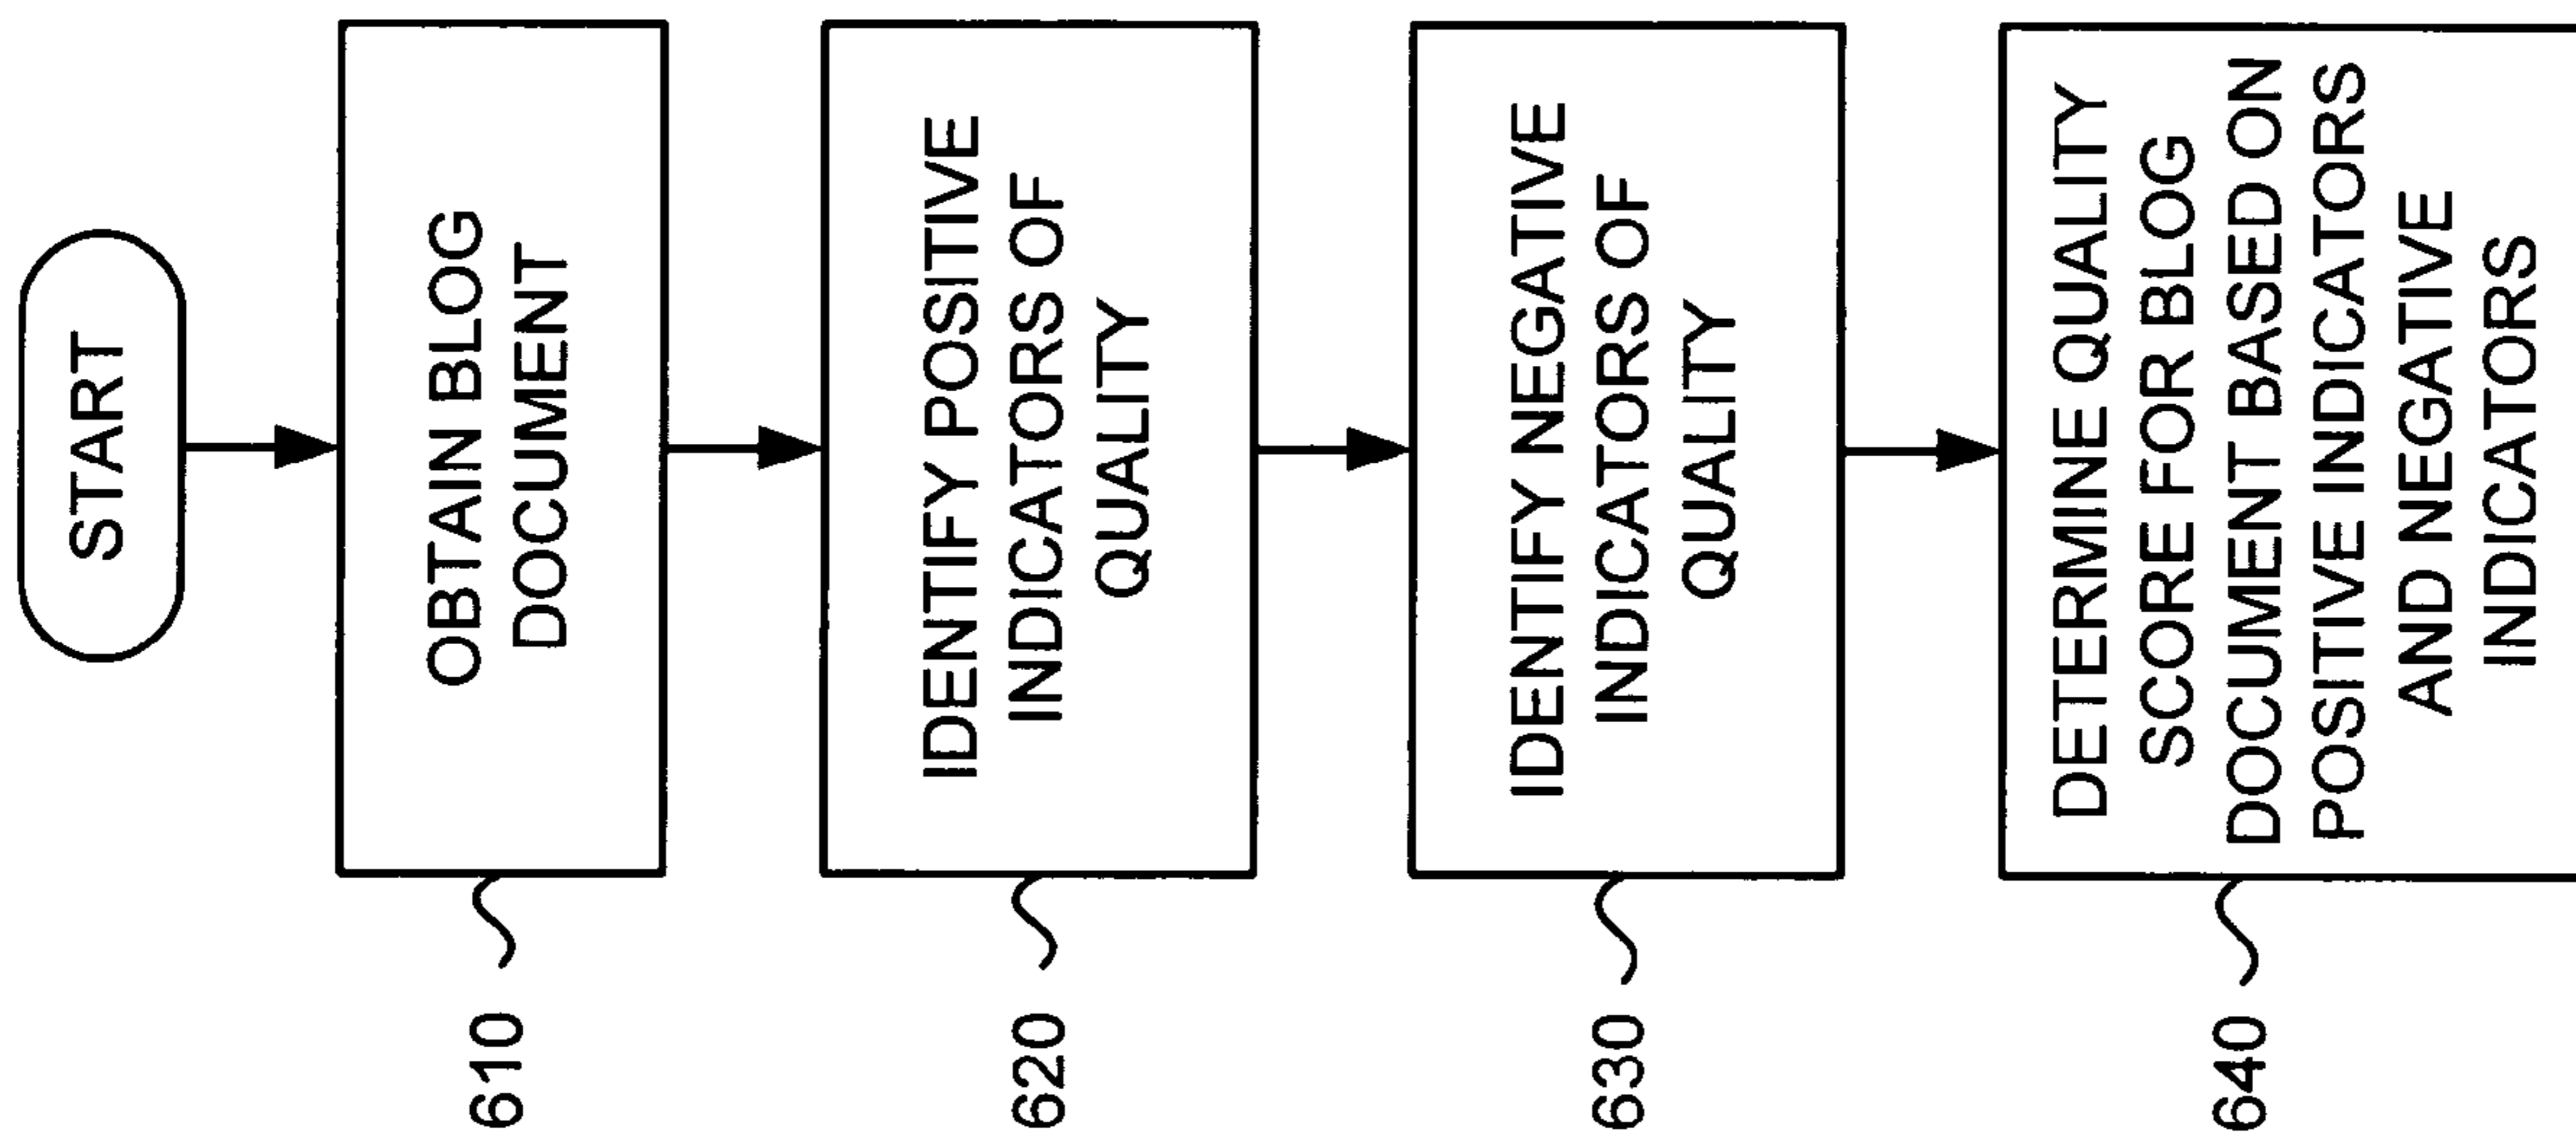 START
OBTAIN BLOG
DOCUMENT
610
IDENTIFY POSITIVE
INDICATORS OF
QUALITY
620
IDENTIFY NEGATIVE
INDICATORS OF
QUALITY
630
DETERMINE QUALITY
SCORE FOR BLOG
DOCUMENT BASED ON
POSITIVE INDICATORS
AND NEGATIVE
INDICATORS
640